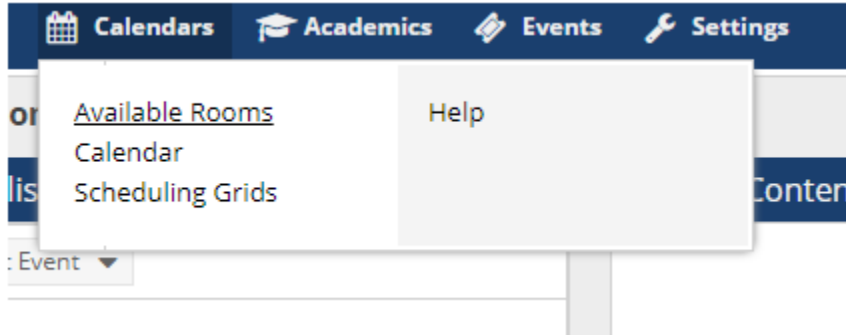 Calendars Academics Events Settings
Available Rooms Help
Calendar
Scheduling Grids
Event